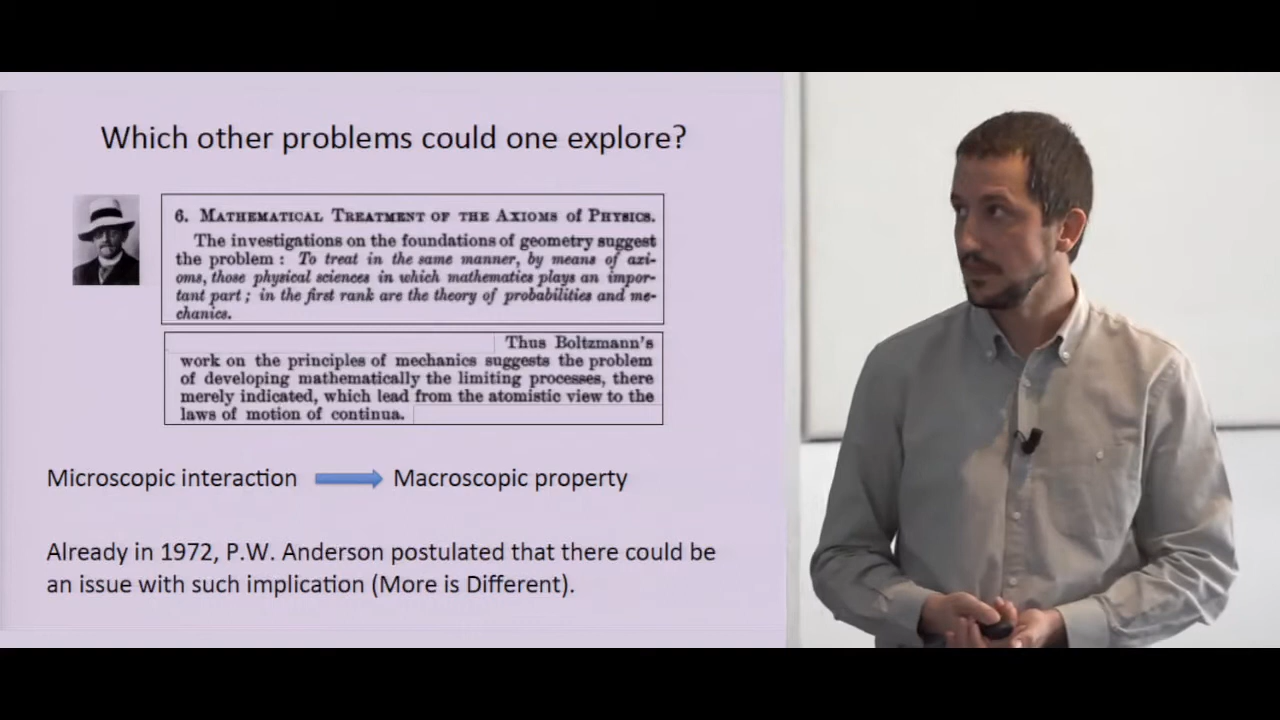 Which other problems could one explore?
6. MATHEMATICAL TREATMENT OF THE AXIOMS OF PHYSICS.
The investigations on the foundations of geometry suggest
the problem : To treat in the same manner, by means of axi-
oms, those physical sciences in which mathematics plays an impor-
tant part ; in the first rank are the theory of probabilities and me-
chanics.
Thus Boltzmann's
work on the principles of mechanics suggests the problem
of developing mathematically the limiting processes, there
merely indicated, which lead from the atomistic view to the
laws of motion of continua.
Microscopic interaction Macroscopic property
Already in 1972, P.W. Anderson postulated that there could be
an issue with such implication (More is Different).